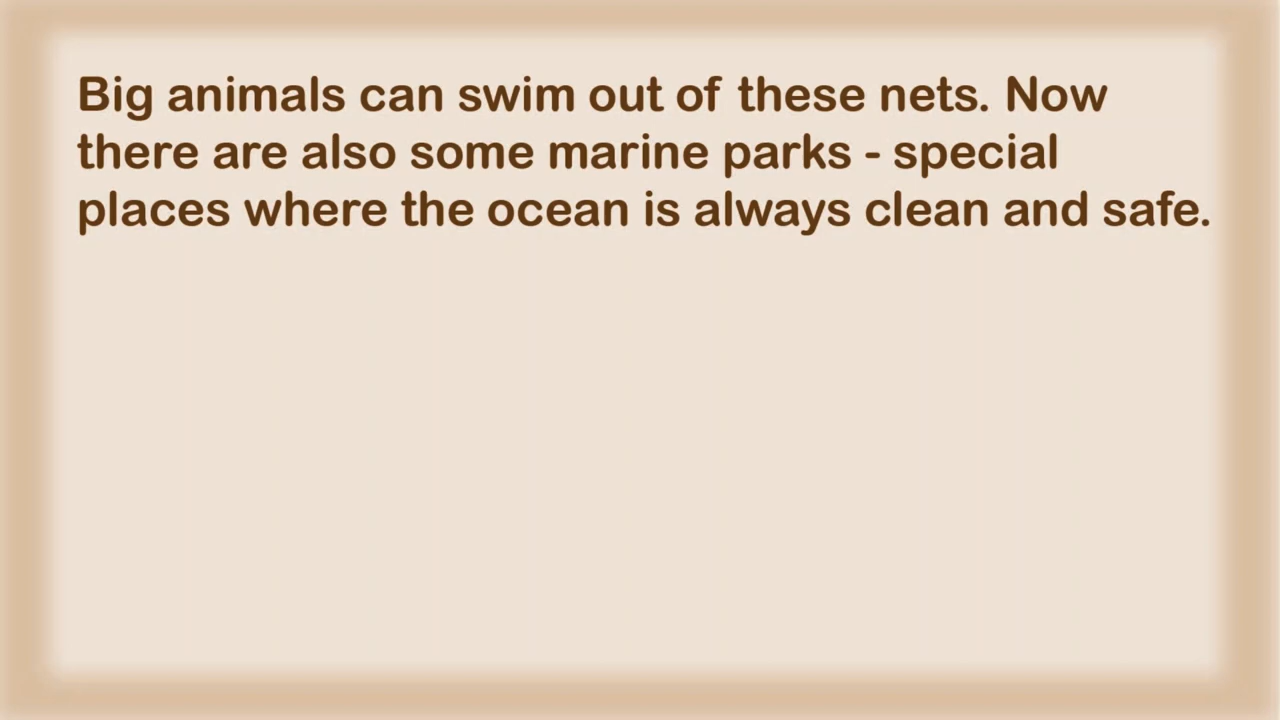 Big animals can swim out of these nets. Now
there are also some marine parks - special
places where the ocean is always clean and safe.